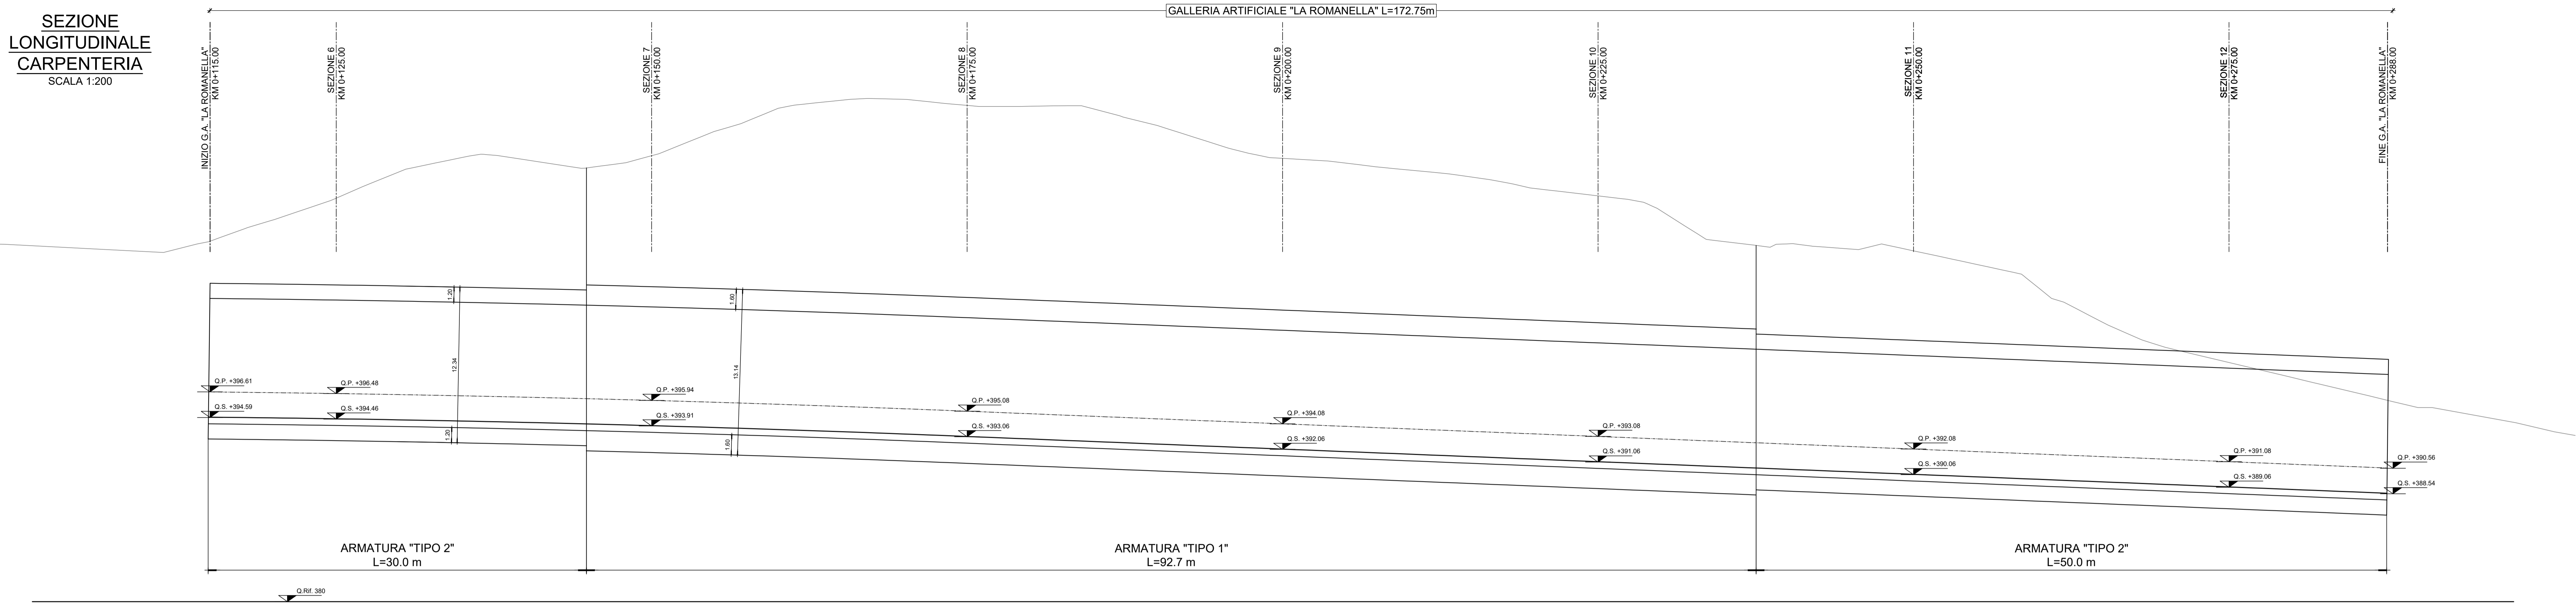 SEZIONE
LONGITUDINALE
CARPENTERIA
SCALA 1:200
GALLERIA ARTIFICIALE "LA ROMANELLA" L=172.75m
INIZIO G.A. "LA ROMANELLA"
KM 0+115.00
SEZIONE 6
KM 0+125.00
SEZIONE 7
KM 0+150.00
SEZIONE 8
KM 0+175.00
SEZIONE 9
KM 0+200.00
SEZIONE 10
KM 0+225.00
SEZIONE 11
KM 0+250.00
SEZIONE 12
KM 0+275.00
FINE G.A. "LA ROMANELLA"
KM 0+288.00
1.20
12.34
1.20
1.60
13.14
1.60
Q.P. +396.61
Q.S. +394.59
Q.P. +396.48
Q.S. +394.46
Q.P. +395.94
Q.S. +393.91
Q.P. +395.08
Q.S. +393.06
Q.P. +394.08
Q.S. +392.06
Q.P. +393.08
Q.S. +391.06
Q.P. +392.08
Q.S. +390.06
Q.P. +391.08
Q.S. +389.06
Q.P. +390.56
Q.S. +388.54
ARMATURA "TIPO 2"
L=30.0 m
ARMATURA "TIPO 1"
L=92.7 m
ARMATURA "TIPO 2"
L=50.0 m
Q.Rif. 380